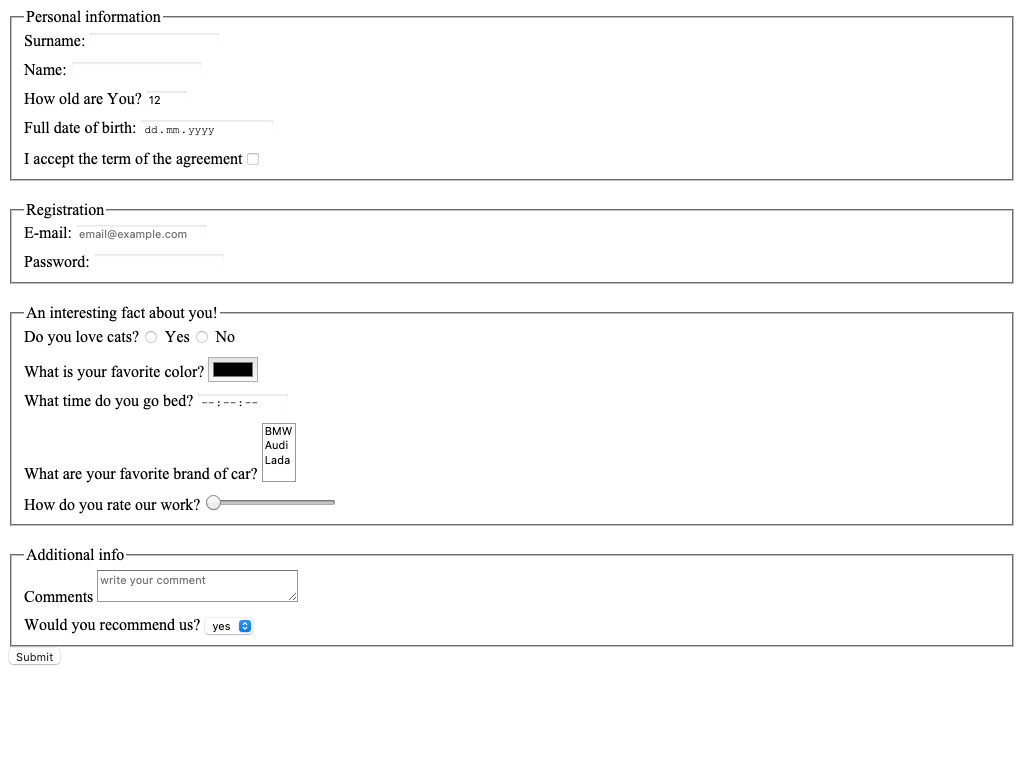 Personal information
Surname:
Name:
How old are You? 12
Full date of birth: dd.mm.yyyy
I accept the term of the agreement
Registration
E-mail: email@example.com
Password:
An interesting fact about you!
Do you love cats? Yes No
What is your favorite color?
What time do you go bed? --:--:--
BMW
Audi
Lada
What are your favorite brand of car?
How do you rate our work?
Additional info
write your comment
Comments
Would you recommend us? yes
Submit